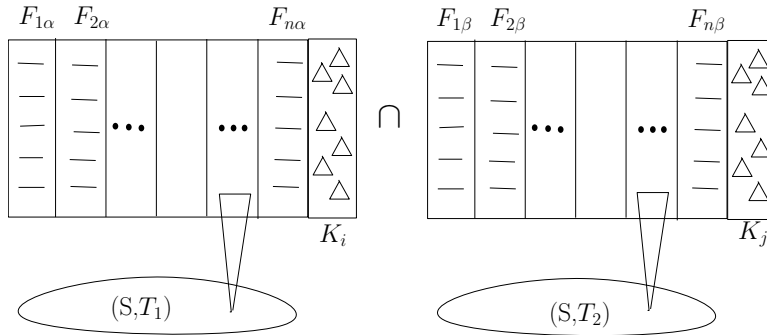 F₁α F₂α Fₙα F₁β F₂β Fₙβ
... ... ∩ ... ...
Kᵢ Kⱼ
(S,T₁) (S,T₂)